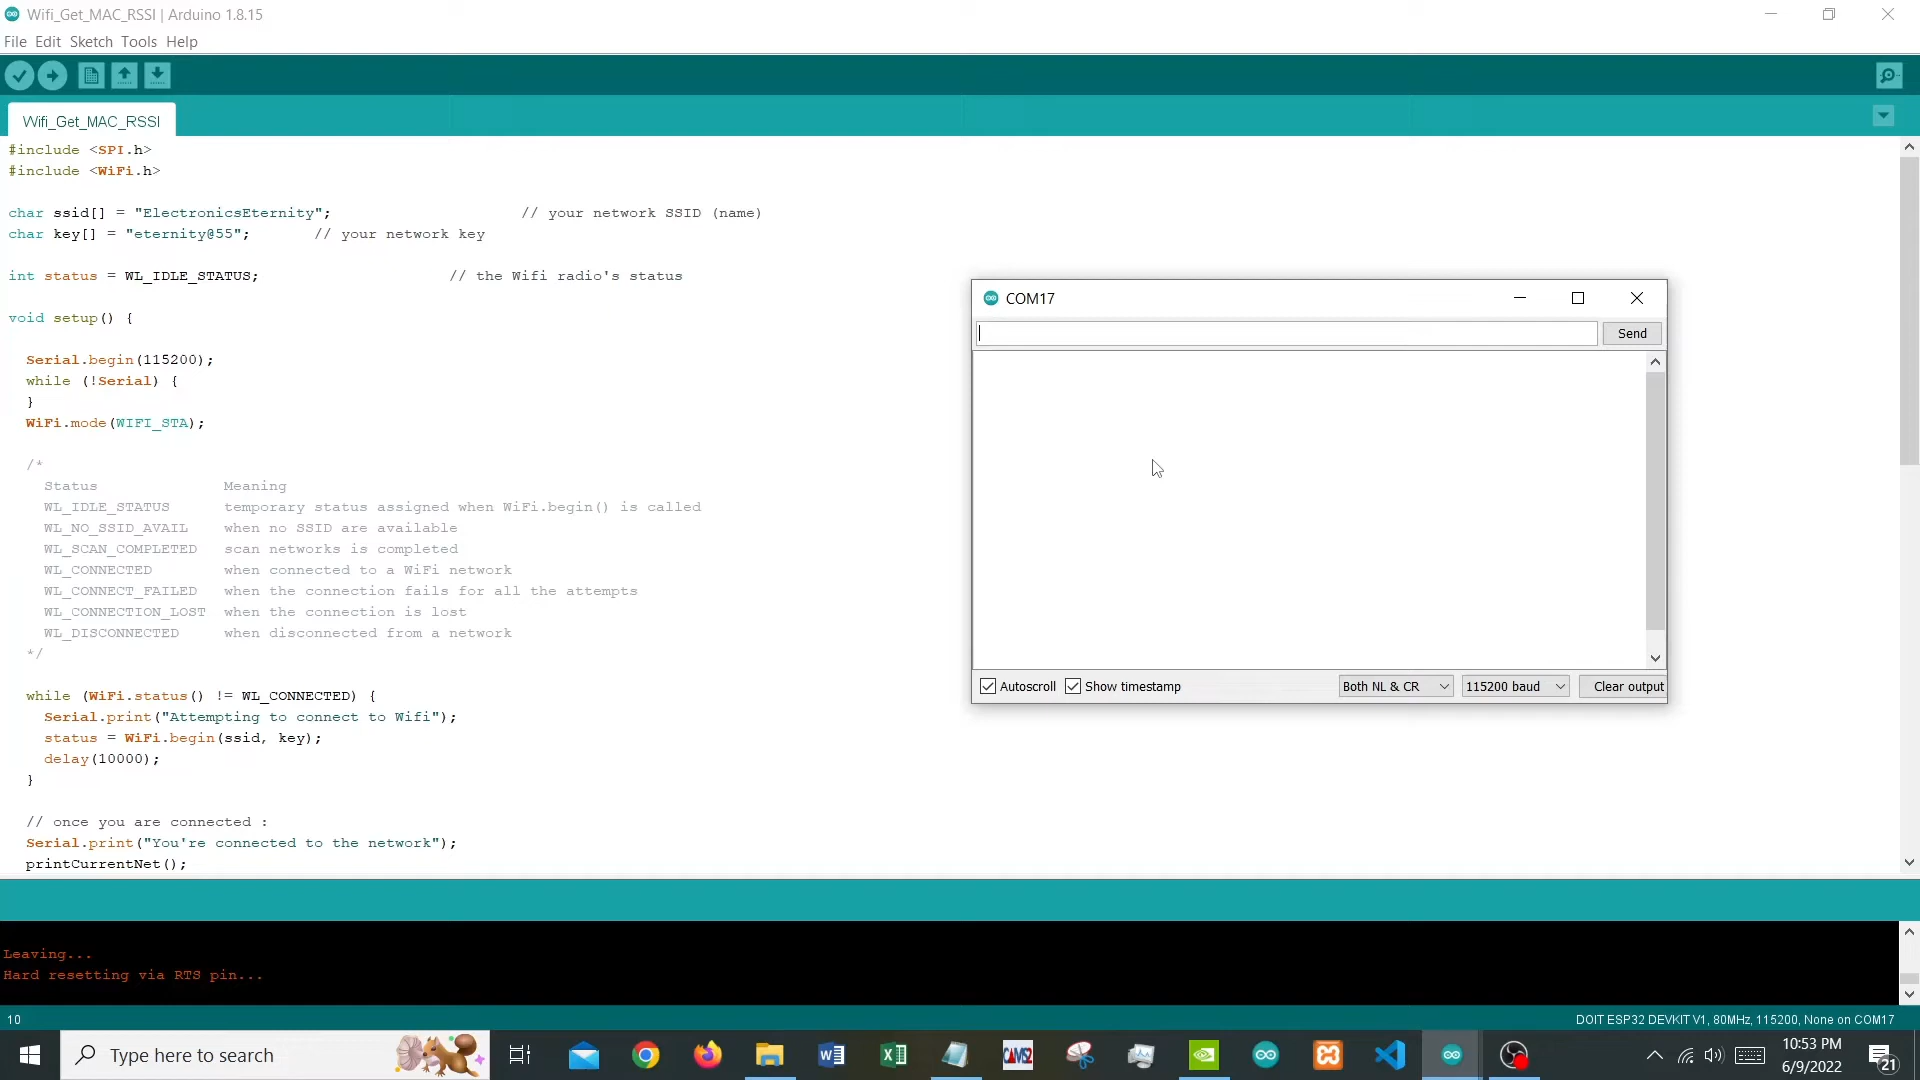 Wifi_Get_MAC_RSSI | Arduino 1.8.15
File Edit Sketch Tools Help
Wifi_Get_MAC_RSSI
#include <SPI.h>
#include <WiFi.h>
char ssid[] = "ElectronicsEternity"; // your network SSID (name)
char key[] = "eternity@55"; // your network key
int status = WL_IDLE_STATUS; // the Wifi radio's status
void setup() {
Serial.begin(115200);
while (!Serial) {
}
WiFi.mode(WIFI_STA);
/*
Status Meaning
WL_IDLE_STATUS temporary status assigned when WiFi.begin() is called
WL_NO_SSID_AVAIL when no SSID are available
WL_SCAN_COMPLETED scan networks is completed
WL_CONNECTED when connected to a WiFi network
WL_CONNECT_FAILED when the connection fails for all the attempts
WL_CONNECTION_LOST when the connection is lost
WL_DISCONNECTED when disconnected from a network
*/
while (WiFi.status() != WL_CONNECTED) {
Serial.print("Attempting to connect to Wifi");
status = WiFi.begin(ssid, key);
delay(10000);
}
// once you are connected :
Serial.print("You're connected to the network");
printCurrentNet();
COM17
Send
Autoscroll Show timestamp Both NL & CR 115200 baud Clear output
Leaving...
Hard resetting via RTS pin...
10 DOIT ESP32 DEVKIT V1, 80MHz, 115200, None on COM17
Type here to search
CAMS2
10:53 PM
6/9/2022
21